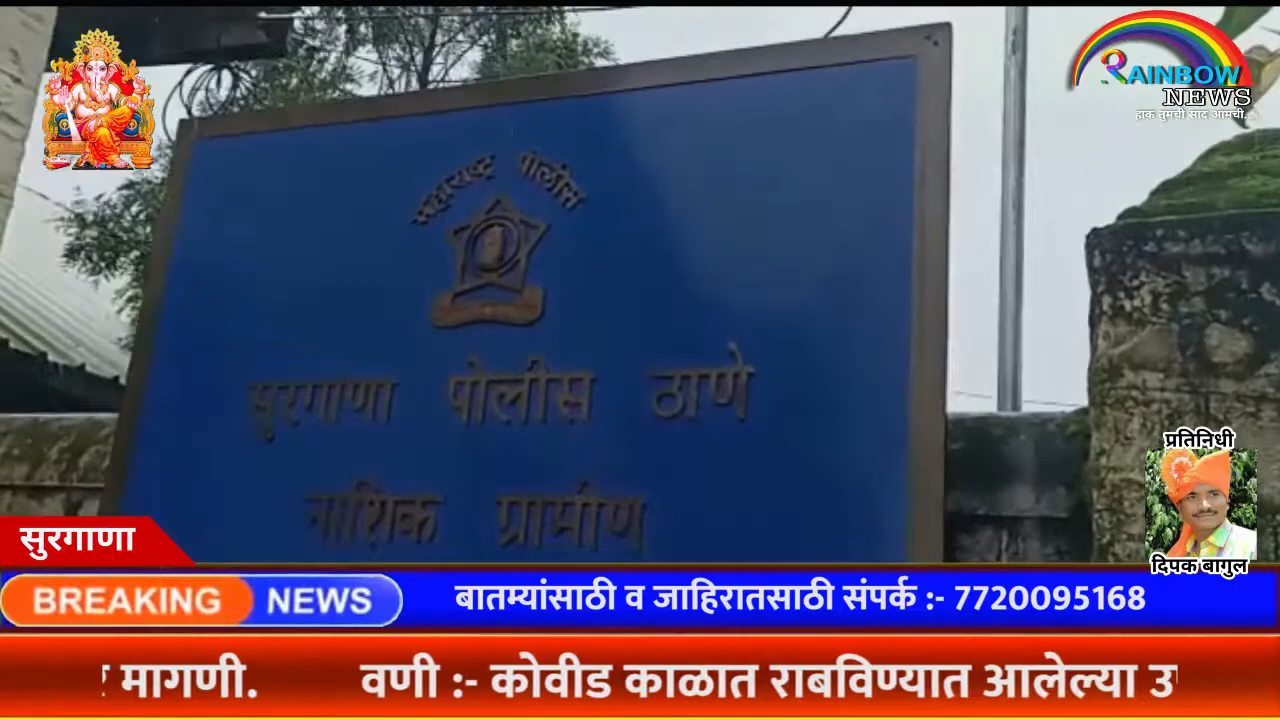 RAINBOW
NEWS
हाक तुमची साद आमची..
महाराष्ट्र पोलीस
सुरगाणा पोलीस ठाणे
नाशिक ग्रामीण
प्रतिनिधी
दिपक बागुल
सुरगाणा
BREAKING NEWS
बातम्यांसाठी व जाहिरातसाठी संपर्क :- 7720095168
मागणी. वणी :- कोवीड काळात राबविण्यात आलेल्या